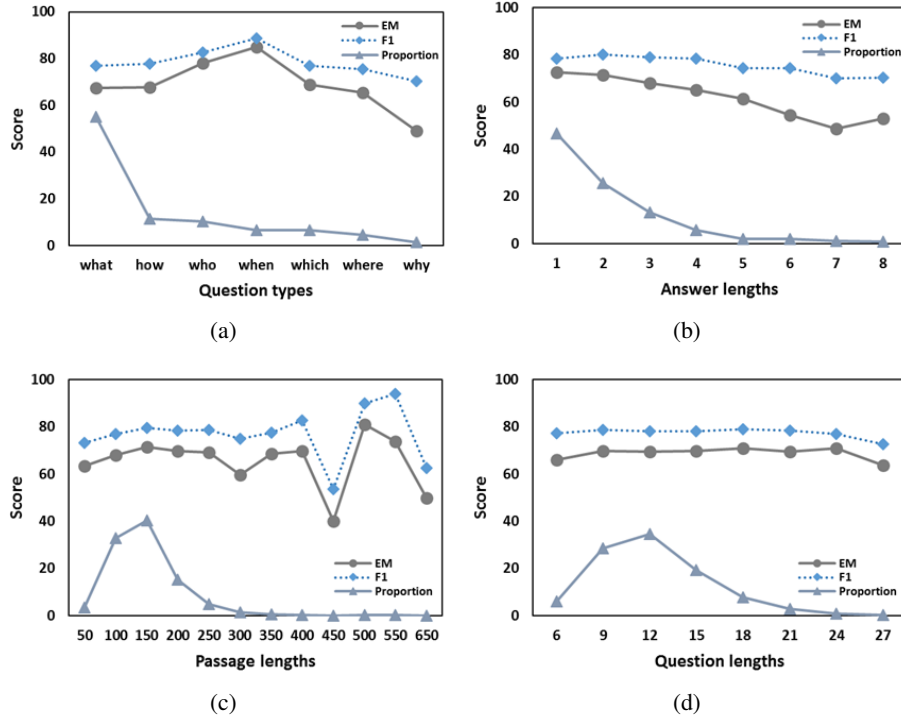 100
80
60
40
20
0
Score
EM
F1
Proportion
what how who when which where why
Question types
(a)
100
80
60
40
20
0
Score
EM
F1
Proportion
1 2 3 4 5 6 7 8
Answer lengths
(b)
100
80
60
40
20
0
Score
EM
F1
Proportion
50 100 150 200 250 300 350 400 450 500 550 650
Passage lengths
(c)
100
80
60
40
20
0
Score
EM
F1
Proportion
6 9 12 15 18 21 24 27
Question lengths
(d)